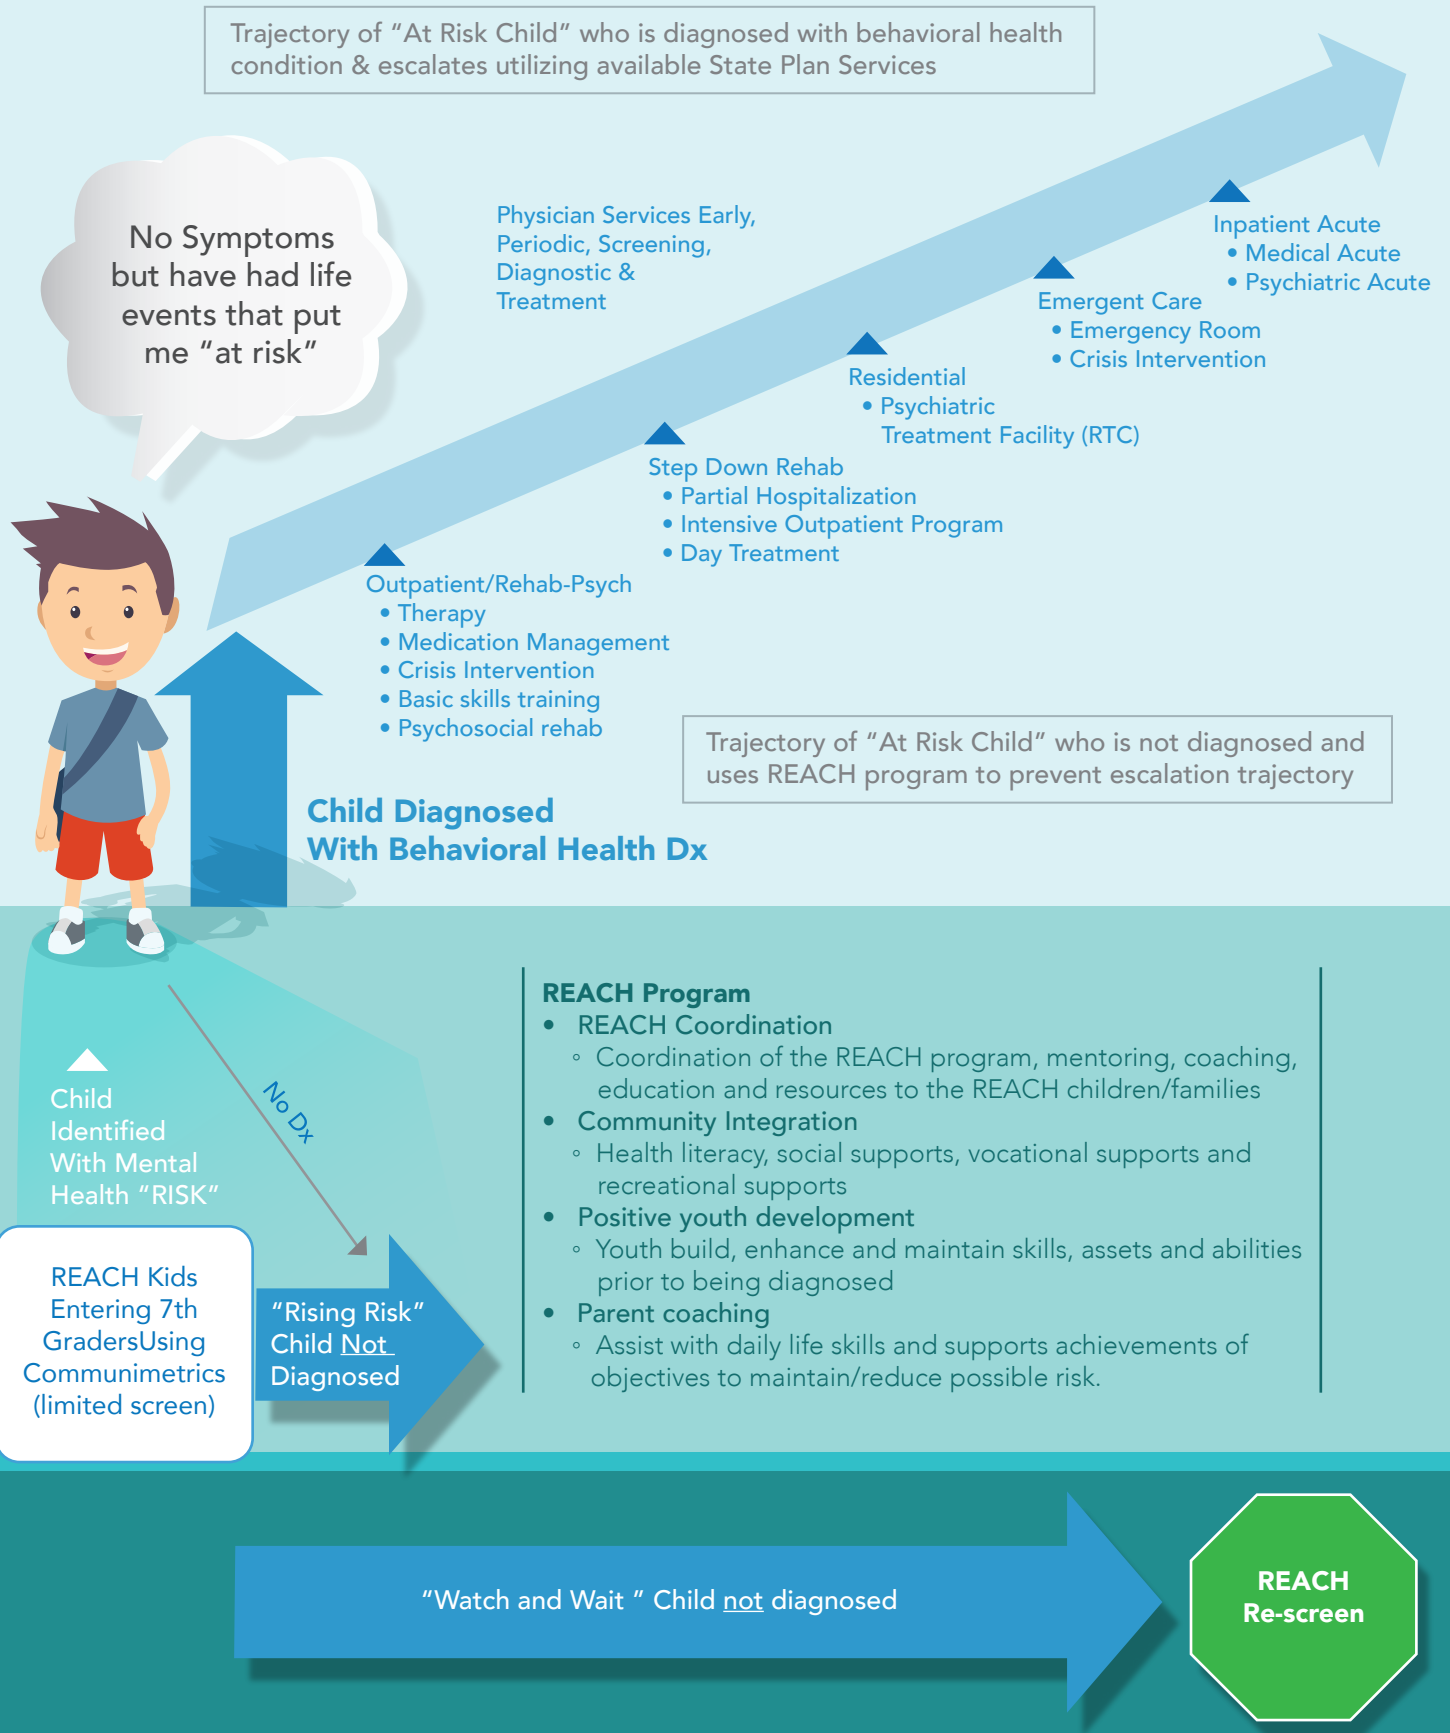 Trajectory of “At Risk Child” who is diagnosed with behavioral health
condition & escalates utilizing available State Plan Services
No Symptoms
but have had life
events that put
me “at risk”
Physician Services Early,
Periodic, Screening,
Diagnostic &
Treatment
Inpatient Acute
• Medical Acute
• Psychiatric Acute
Emergent Care
• Emergency Room
• Crisis Intervention
Residential
• Psychiatric
Treatment Facility (RTC)
Step Down Rehab
• Partial Hospitalization
• Intensive Outpatient Program
• Day Treatment
Outpatient/Rehab-Psych
• Therapy
• Medication Management
• Crisis Intervention
• Basic skills training
• Psychosocial rehab
Trajectory of “At Risk Child” who is not diagnosed and
uses REACH program to prevent escalation trajectory
Child Diagnosed
With Behavioral Health Dx
Child
Identified
With Mental
Health “RISK”
No Dx
REACH Kids
Entering 7th
GradersUsing
Communimetrics
(limited screen)
“Rising Risk”
Child Not
Diagnosed
REACH Program
• REACH Coordination
◦ Coordination of the REACH program, mentoring, coaching,
education and resources to the REACH children/families
• Community Integration
◦ Health literacy, social supports, vocational supports and
recreational supports
• Positive youth development
◦ Youth build, enhance and maintain skills, assets and abilities
prior to being diagnosed
• Parent coaching
◦ Assist with daily life skills and supports achievements of
objectives to maintain/reduce possible risk.
“Watch and Wait ” Child not diagnosed
REACH
Re-screen